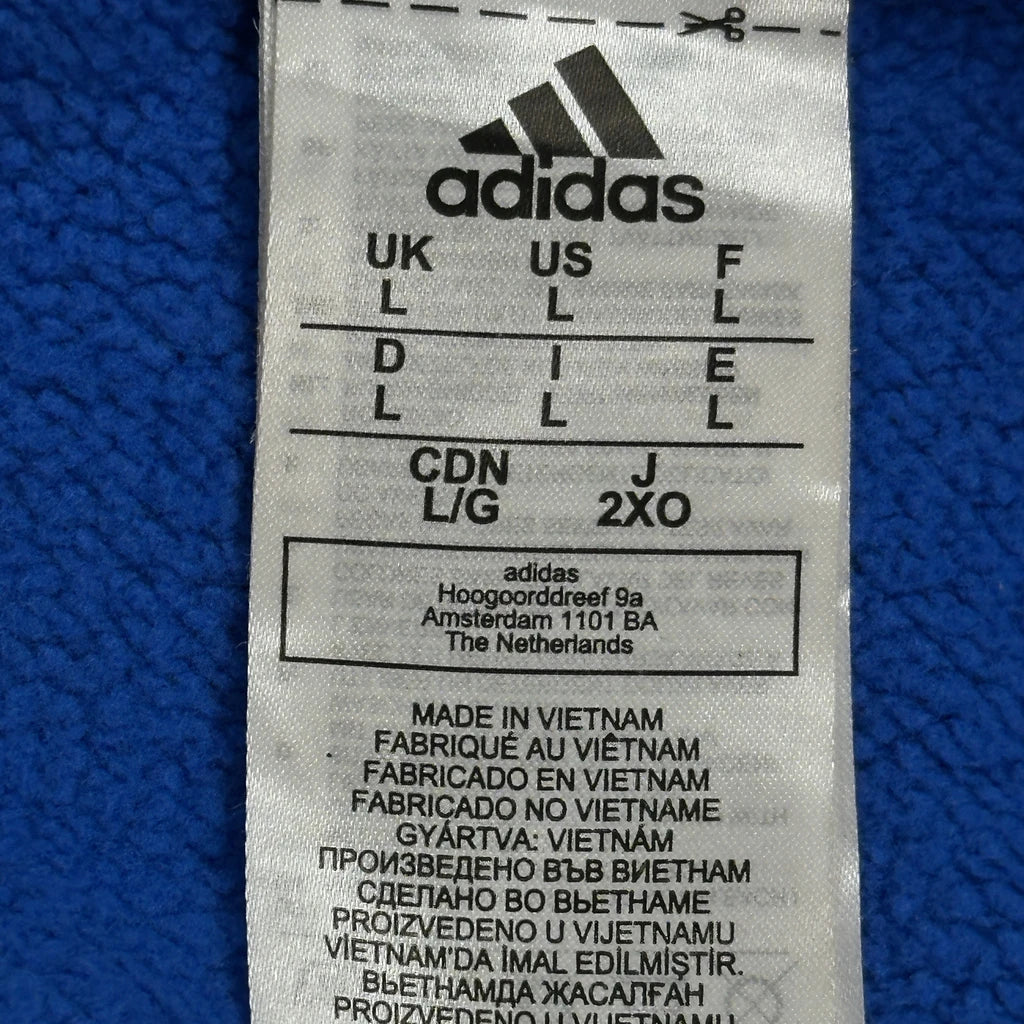 adidas
UK US F
L L L
D I E
L L L
CDN J
L/G 2XO
adidas
Hoogoorddreef 9a
Amsterdam 1101 BA
The Netherlands
MADE IN VIETNAM
FABRIQUÉ AU VIÊTNAM
FABRICADO EN VIETNAM
FABRICADO NO VIETNAME
GYÁRTVA: VIETNÁM
ПРОИЗВЕДЕНО ВЪВ ВИЕТНАМ
СДЕЛАНО ВО ВЬЕТНАМЕ
PROIZVEDENO U VIJETNAMU
VİETNAM'DA İMAL EDİLMİŞTİR.
ВЬЕТНАМДА ЖАСАЛҒАН
PROIZVEDENO U VIJETNAMU